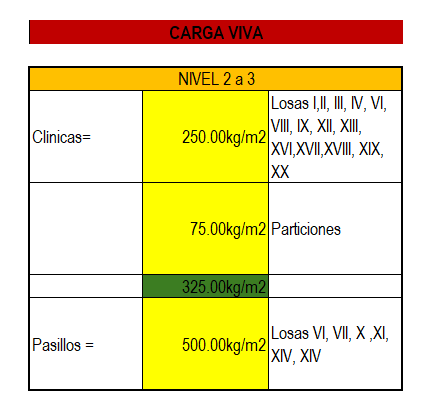 CARGA VIVA
NIVEL 2 a 3
Clinicas=
250.00kg/m2
Losas I,II, III, IV, VI,
VIII, IX, XII, XIII,
XVI,XVII,XVIII, XIX,
XX
75.00kg/m2
Particiones
325.00kg/m2
Pasillos =
500.00kg/m2
Losas VI, VII, X ,XI,
XIV, XIV